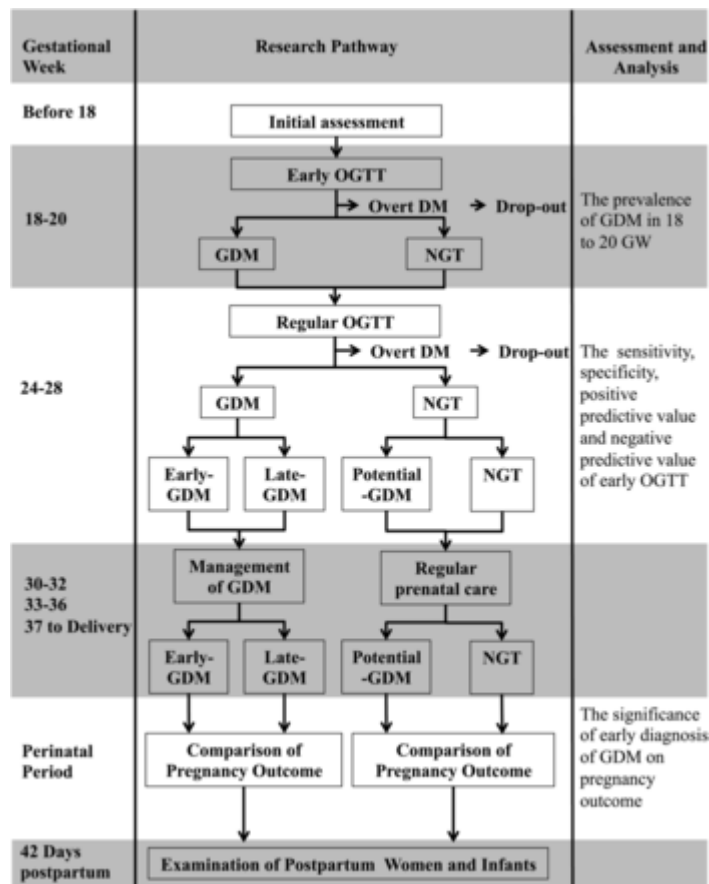 Gestational
Week
Research Pathway
Assessment and
Analysis
Before 18
Initial assessment
18-20
Early OGTT
Overt DM
Drop-out
GDM
NGT
The prevalence
of GDM in 18
to 20 GW
24-28
Regular OGTT
Overt DM
Drop-out
GDM
NGT
Early-
GDM
Late-
GDM
Potential
-GDM
NGT
The sensitivity,
specificity,
positive
predictive value
and negative
predictive value
of early OGTT
30-32
33-36
37 to Delivery
Management
of GDM
Regular
prenatal care
Early-
GDM
Late-
GDM
Potential
-GDM
NGT
Perinatal
Period
Comparison of
Pregnancy Outcome
Comparison of
Pregnancy Outcome
The significance
of early diagnosis
of GDM on
pregnancy
outcome
42 Days
postpartum
Examination of Postpartum Women and Infants